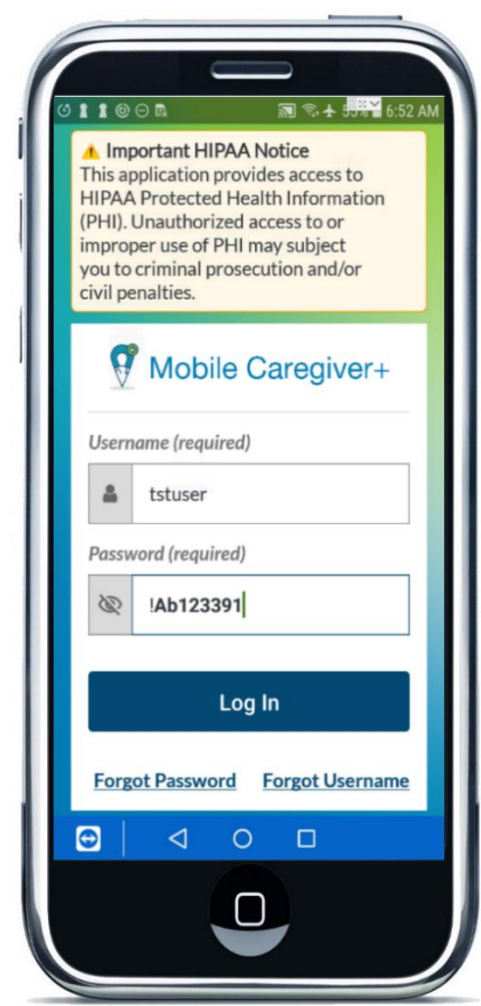 6:52 AM
Important HIPAA Notice
This application provides access to
HIPAA Protected Health Information
(PHI). Unauthorized access to or
improper use of PHI may subject
you to criminal prosecution and/or
civil penalties.
Mobile Caregiver+
Username (required)
tstuser
Password (required)
!Ab123391
Log In
Forgot Password Forgot Username